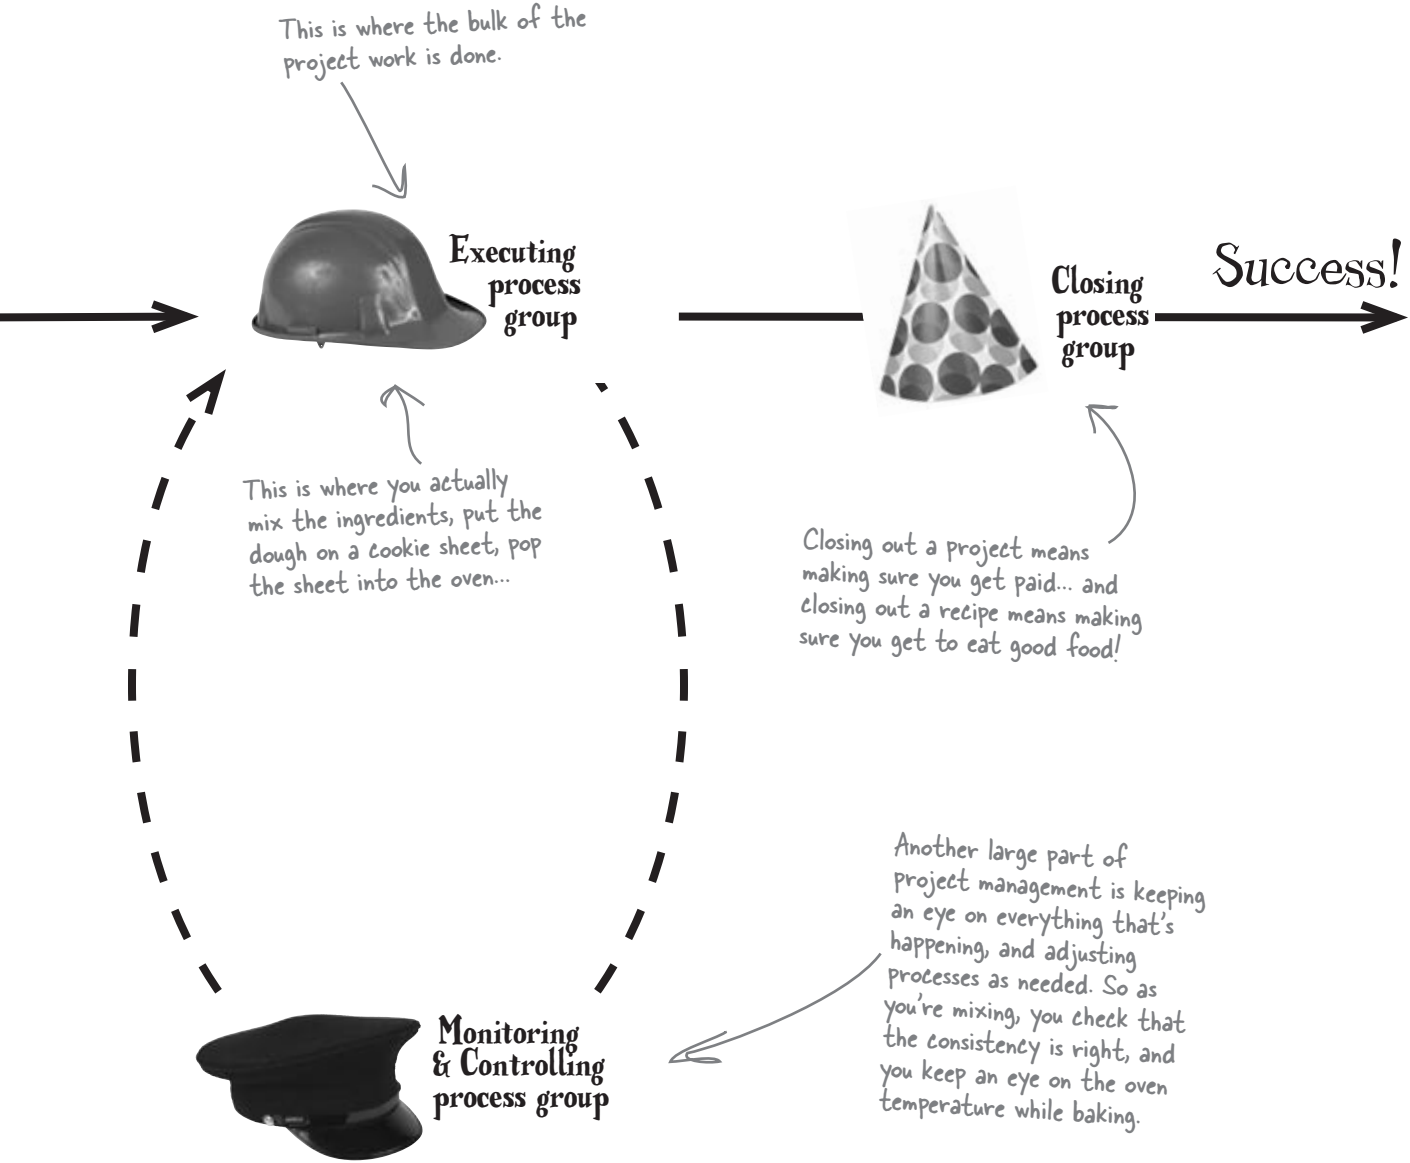 This is where the bulk of the
project work is done.
Executing
process
group
Closing
process
group
Success!
This is where you actually
mix the ingredients, put the
dough on a cookie sheet, pop
the sheet into the oven...
Closing out a project means
making sure you get paid... and
closing out a recipe means making
sure you get to eat good food!
Another large part of
project management is keeping
an eye on everything that's
happening, and adjusting
processes as needed. So as
you're mixing, you check that
the consistency is right, and
you keep an eye on the oven
temperature while baking.
Monitoring
& Controlling
process group